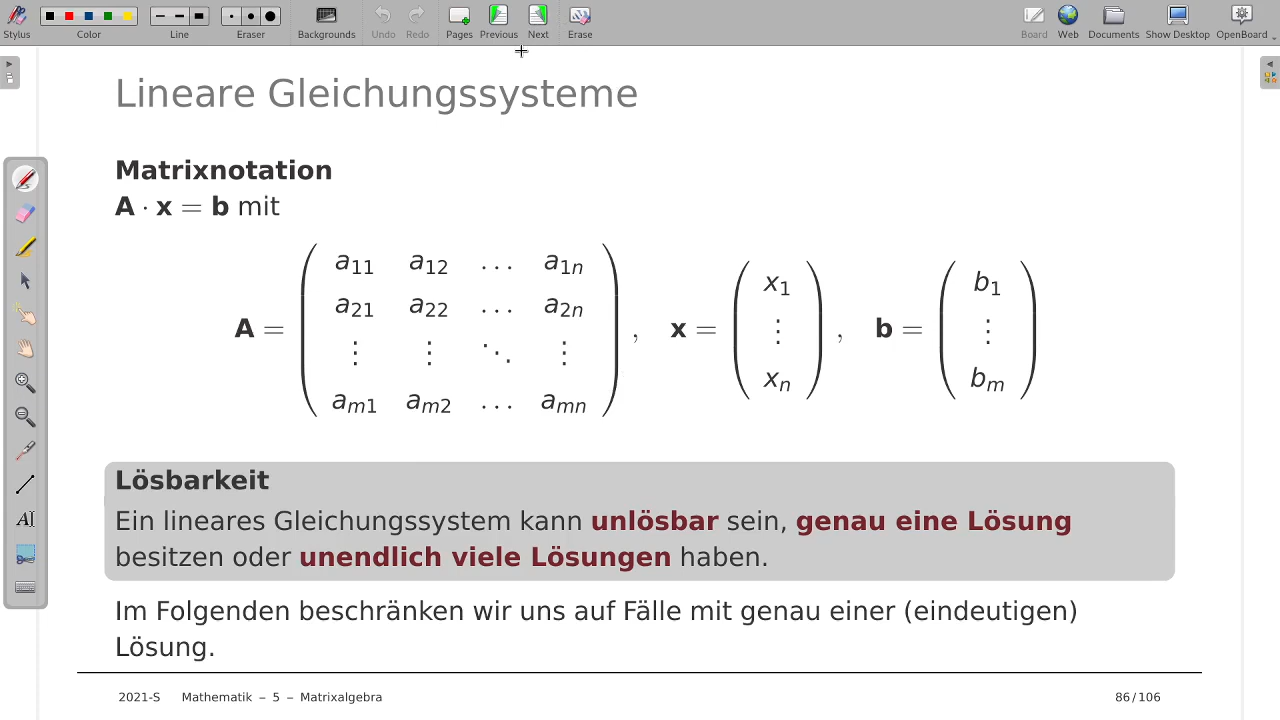 Stylus Color Line Eraser Backgrounds Undo Redo Pages Previous Next Erase Board Web Documents Show Desktop OpenBoard
Lineare Gleichungssysteme
Matrixnotation
A · x = b mit
A = ( a11 a12 … a1n
a21 a22 … a2n
⋮ ⋮ ⋱ ⋮
am1 am2 … amn ) , x = ( x1
⋮
xn ) , b = ( b1
⋮
bm )
Lösbarkeit
Ein lineares Gleichungssystem kann unlösbar sein, genau eine Lösung
besitzen oder unendlich viele Lösungen haben.
Im Folgenden beschränken wir uns auf Fälle mit genau einer (eindeutigen)
Lösung.
2021-S Mathematik – 5 – Matrixalgebra 86/106